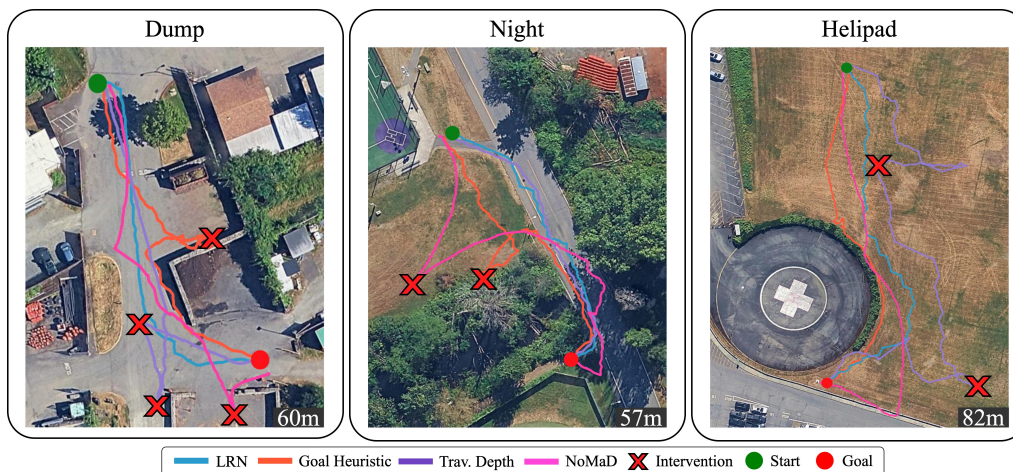 Dump
Night
Helipad
60m
57m
82m
LRN Goal Heuristic Trav. Depth NoMaD Intervention Start Goal